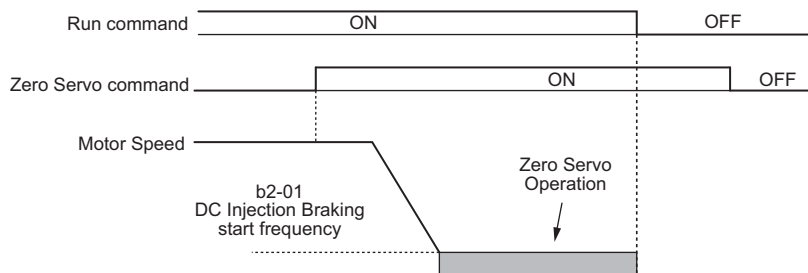 Run command
ON
OFF
Zero Servo command
ON
OFF
Motor Speed
Zero Servo
Operation
b2-01
DC Injection Braking
start frequency